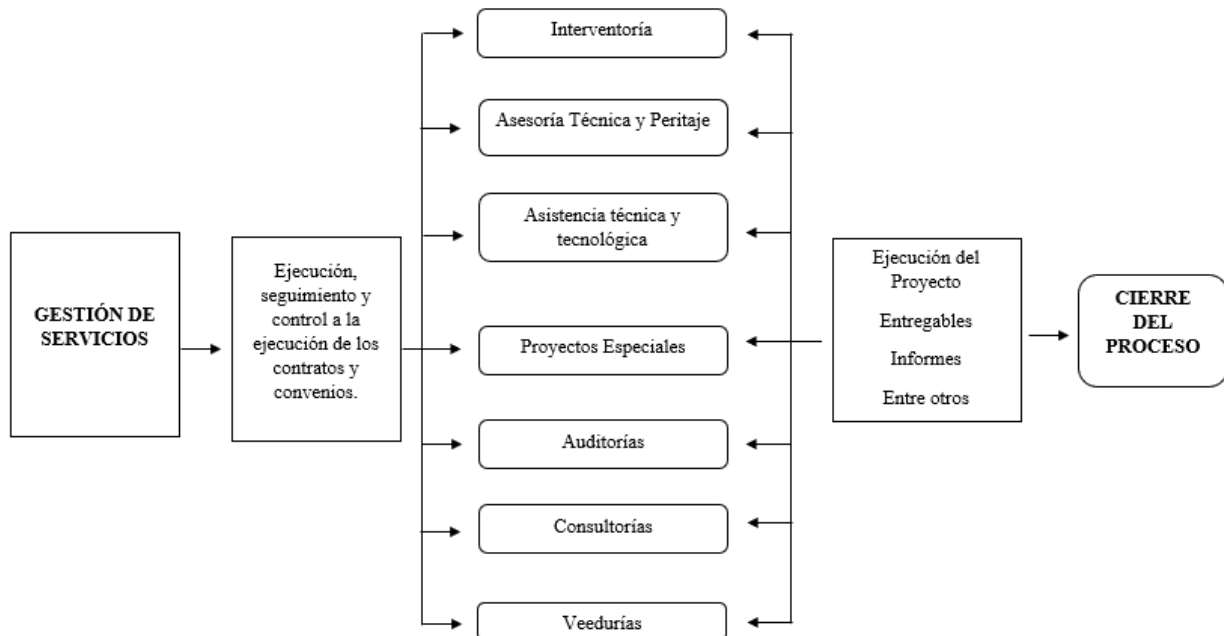 GESTIÓN DE
SERVICIOS
Ejecución,
seguimiento y
control a la
ejecución de los
contratos y
convenios.
Interventoría
Asesoría Técnica y Peritaje
Asistencia técnica y
tecnológica
Proyectos Especiales
Auditorías
Consultorías
Veedurías
Ejecución del
Proyecto
Entregables
Informes
Entre otros
CIERRE
DEL
PROCESO